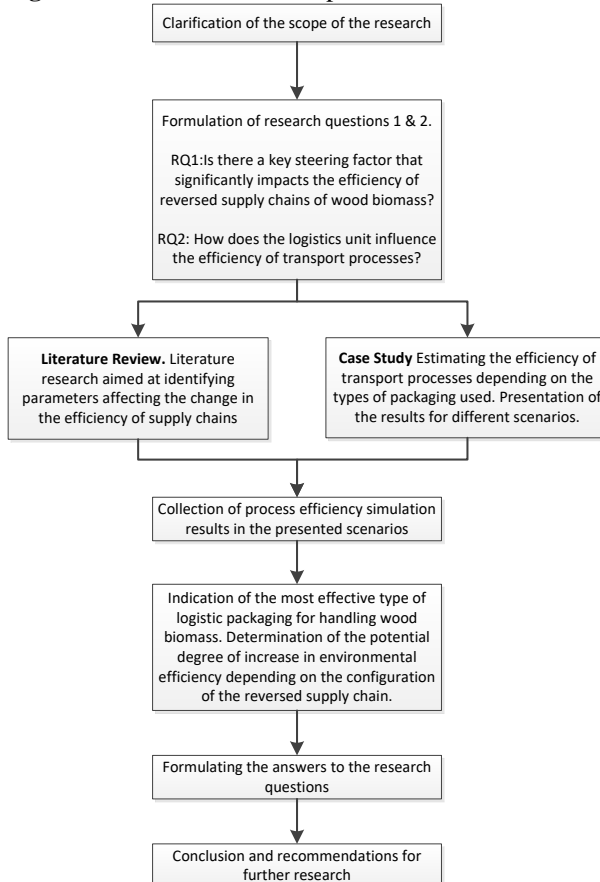 Clarification of the scope of the research
Formulation of research questions 1 & 2.
RQ1:Is there a key steering factor that
significantly impacts the efficiency of
reversed supply chains of wood biomass?
RQ2: How does the logistics unit influence
the efficiency of transport processes?
Literature Review. Literature
research aimed at identifying
parameters affecting the change in
the efficiency of supply chains
Case Study Estimating the efficiency of
transport processes depending on the
types of packaging used. Presentation of
the results for different scenarios.
Collection of process efficiency simulation
results in the presented scenarios
Indication of the most effective type of
logistic packaging for handling wood
biomass. Determination of the potential
degree of increase in environmental
efficiency depending on the configuration
of the reversed supply chain.
Formulating the answers to the research
questions
Conclusion and recommendations for
further research